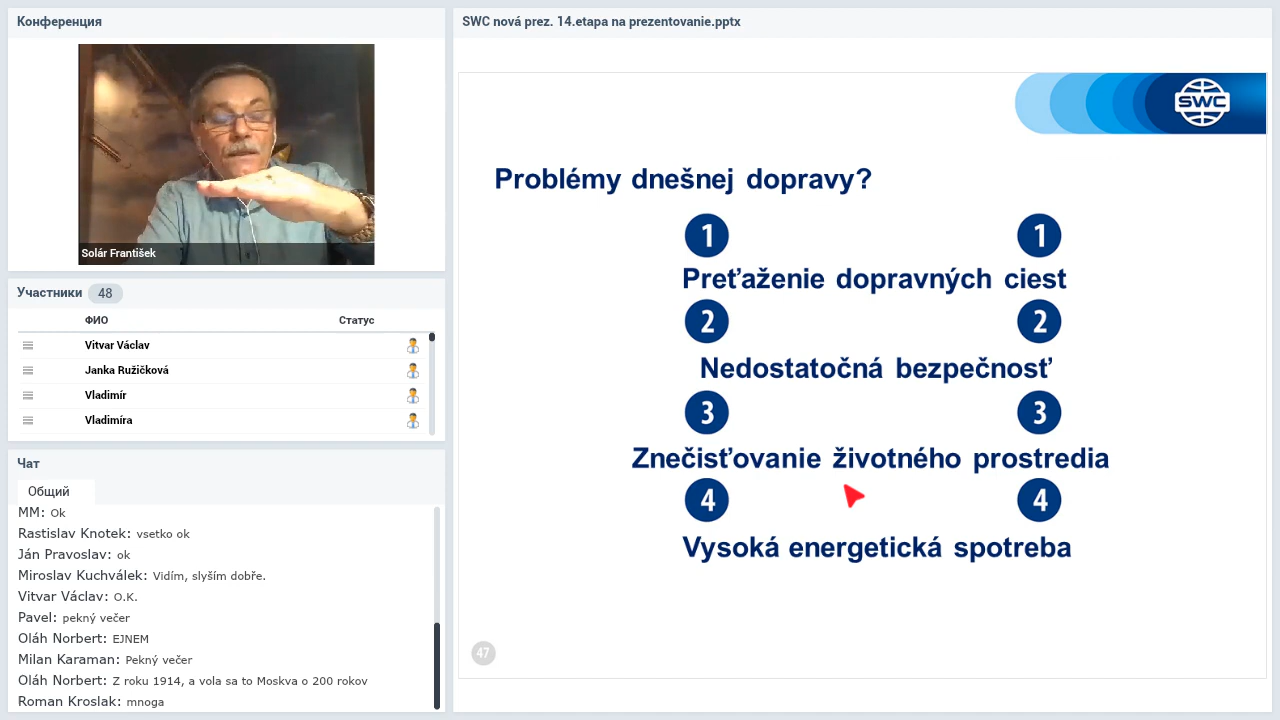 Конференция
Solár František
Участники 48
ФИО Статус
Vitvar Václav
Janka Ružičková
Vladimír
Vladimíra
Чат
Общий
MM: Ok
Rastislav Knotek: vsetko ok
Ján Pravoslav: ok
Miroslav Kuchválek: Vidím, slyším dobře.
Vitvar Václav: O.K.
Pavel: pekný večer
Oláh Norbert: EJNEM
Milan Karaman: Pekný večer
Oláh Norbert: Z roku 1914, a vola sa to Moskva o 200 rokov
Roman Kroslak: mnoga
SWC nová prez. 14.etapa na prezentovanie.pptx
SWC
Problémy dnešnej dopravy?
1 1
Preťaženie dopravných ciest
2 2
Nedostatočná bezpečnosť
3 3
Znečisťovanie životného prostredia
4 4
Vysoká energetická spotreba
47